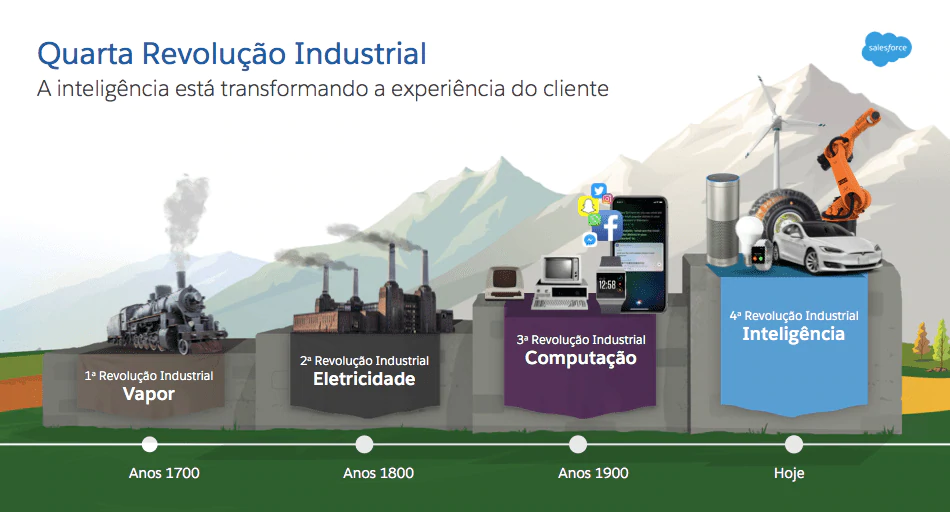 Quarta Revolução Industrial
A inteligência está transformando a experiência do cliente
salesforce
1ª Revolução Industrial
Vapor
2ª Revolução Industrial
Eletricidade
3ª Revolução Industrial
Computação
4ª Revolução Industrial
Inteligência
12:58
Anos 1700
Anos 1800
Anos 1900
Hoje